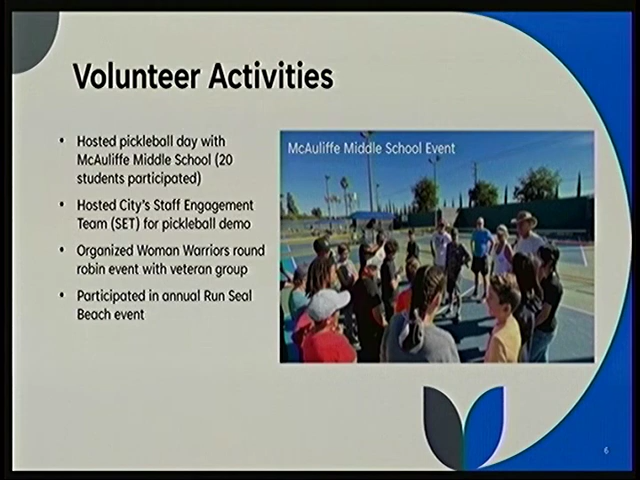 Volunteer Activities
• Hosted pickleball day with
McAuliffe Middle School (20
students participated)
• Hosted City's Staff Engagement
Team (SET) for pickleball demo
• Organized Woman Warriors round
robin event with veteran group
• Participated in annual Run Seal
Beach event
McAuliffe Middle School Event
6